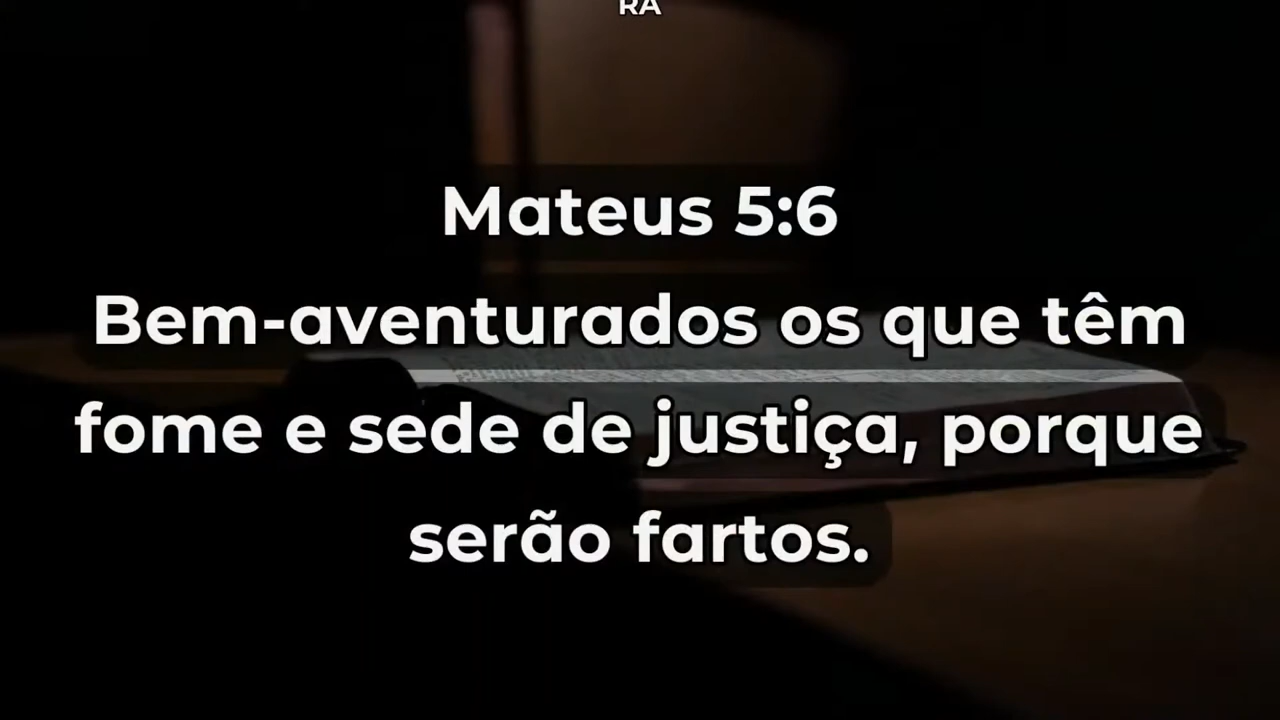 RA
Mateus 5:6
Bem-aventurados os que têm
fome e sede de justiça, porque
serão fartos.